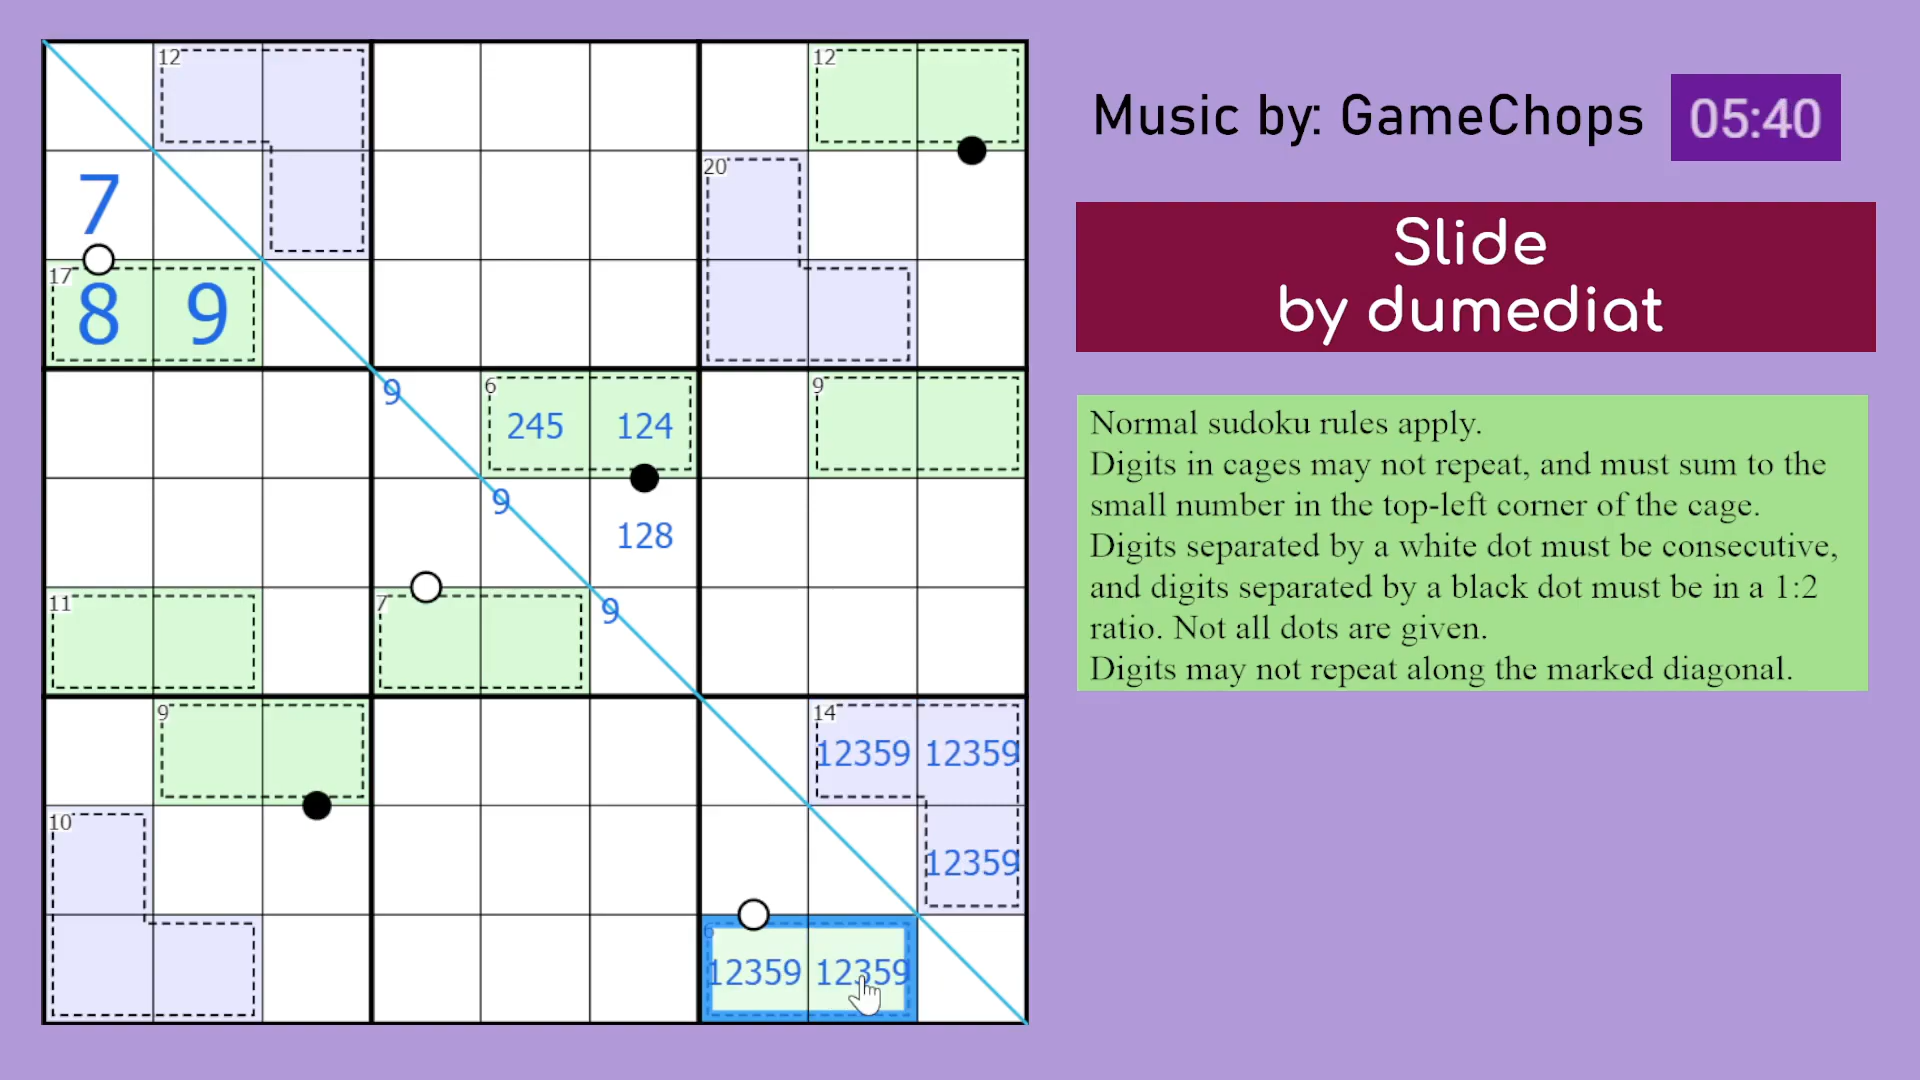 Music by: GameChops
05:40
Slide
by dumediat
Normal sudoku rules apply.
Digits in cages may not repeat, and must sum to the
small number in the top-left corner of the cage.
Digits separated by a white dot must be consecutive,
and digits separated by a black dot must be in a 1:2
ratio. Not all dots are given.
Digits may not repeat along the marked diagonal.
12
12
7
20
17
8 9
9
6
9
245 124
9
128
11
7
9
9
14
12359 12359
10
12359
6
12359 12359